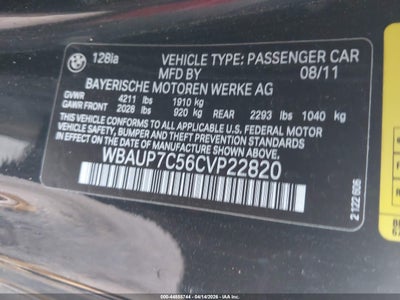 128ia
VEHICLE TYPE: PASSENGER CAR
MFD BY 08/11
BAYERISCHE MOTOREN WERKE AG
GVWR 4211 lbs 1910 kg
GAWR FRONT 2028 lbs 920 kg REAR 2293 lbs 1040 kg
THIS VEHICLE CONFORMS TO ALL APPLICABLE U.S. FEDERAL MOTOR
VEHICLE SAFETY, BUMPER, AND THEFT PREVENTION STANDARDS
IN EFFECT ON THE DATE OF MANUFACTURE SHOWN ABOVE.
WBAUP7C56CVP22820
2 122 606
000-44855744 - 04/14/2026 - IAA US